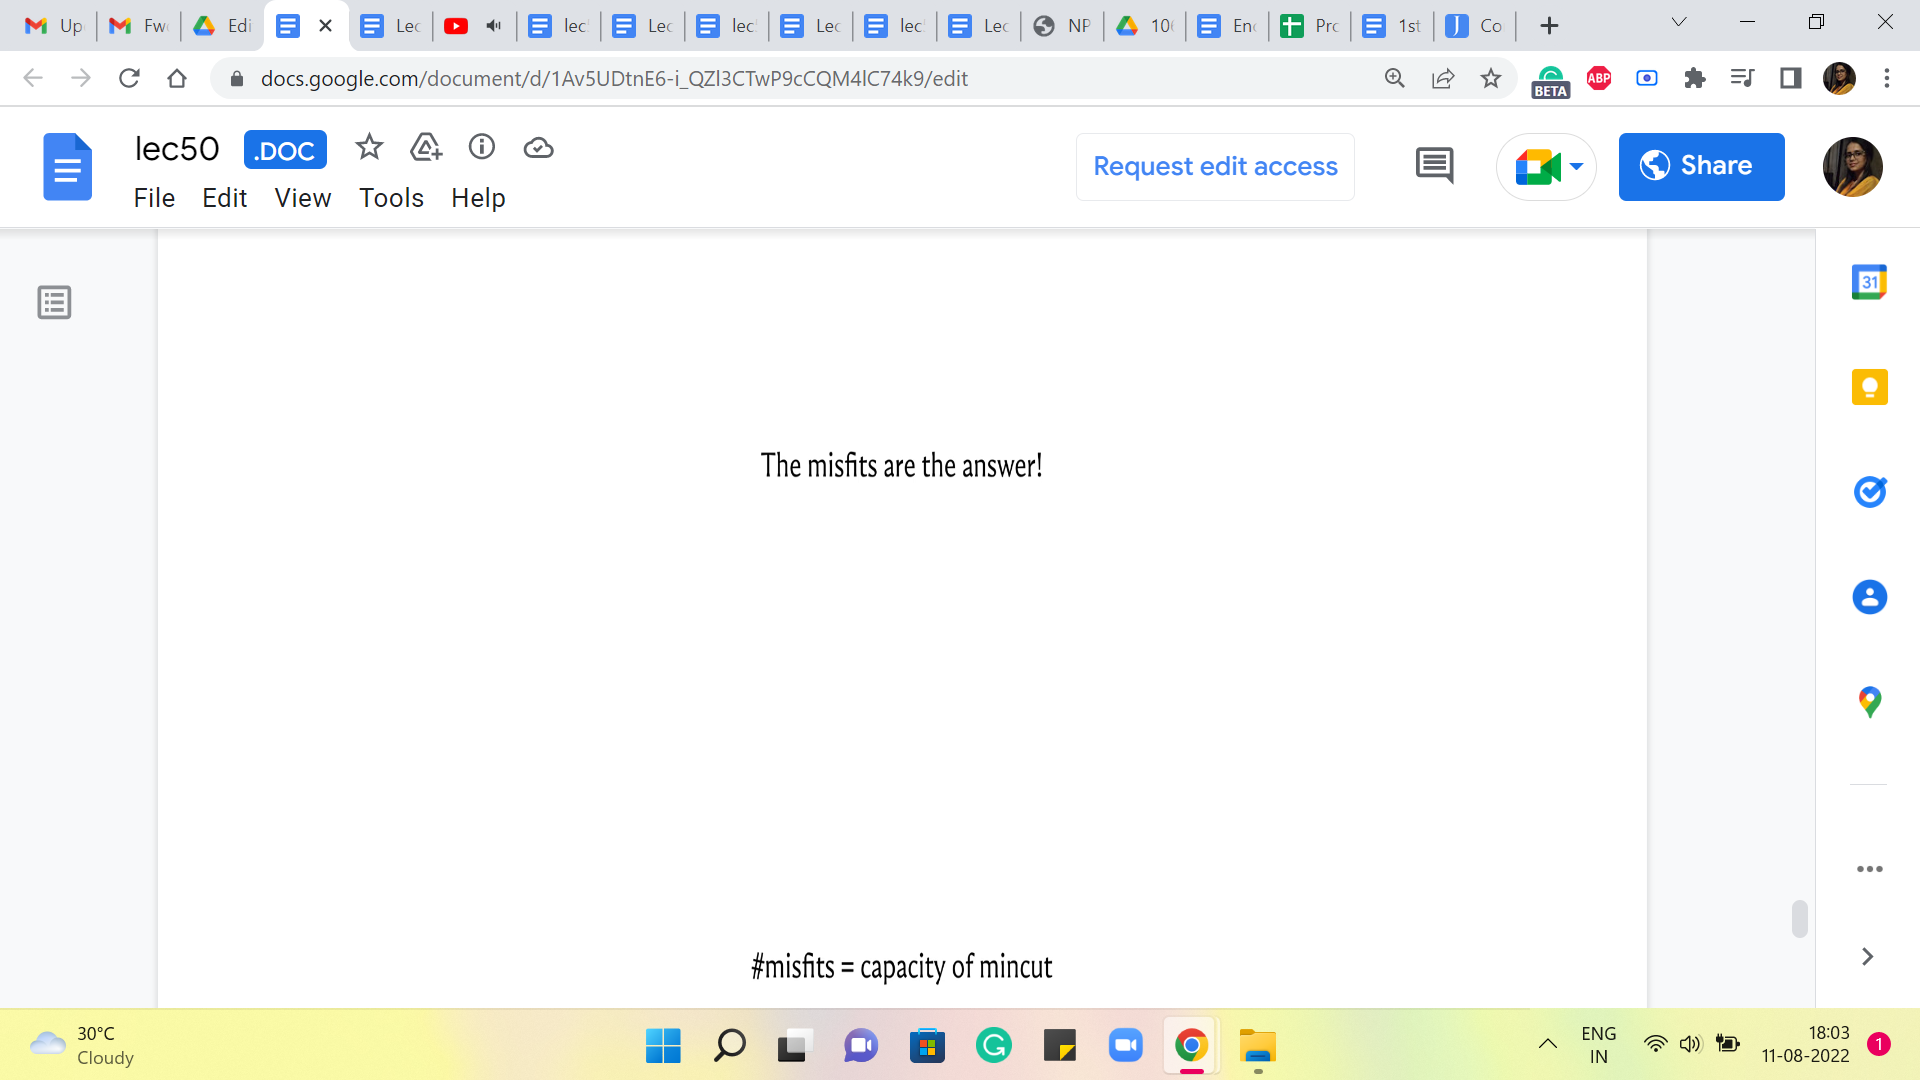 Up
Fw
Edi
Lec
lec
Lec
lec
Lec
lec
Lec
NP
10
En
Pro
1st
Co
docs.google.com/document/d/1Av5UDtnE6-i_QZl3CTwP9cCQM4lC74k9/edit
BETA
ABP
lec50
.DOC
Request edit access
Share
File Edit View Tools Help
31
The misfits are the answer!
#misfits = capacity of mincut
30°C
Cloudy
ENG
IN
18:03
11-08-2022
1